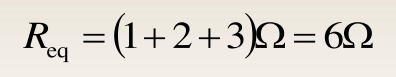 R_eq = (1+2+3)Ω = 6Ω